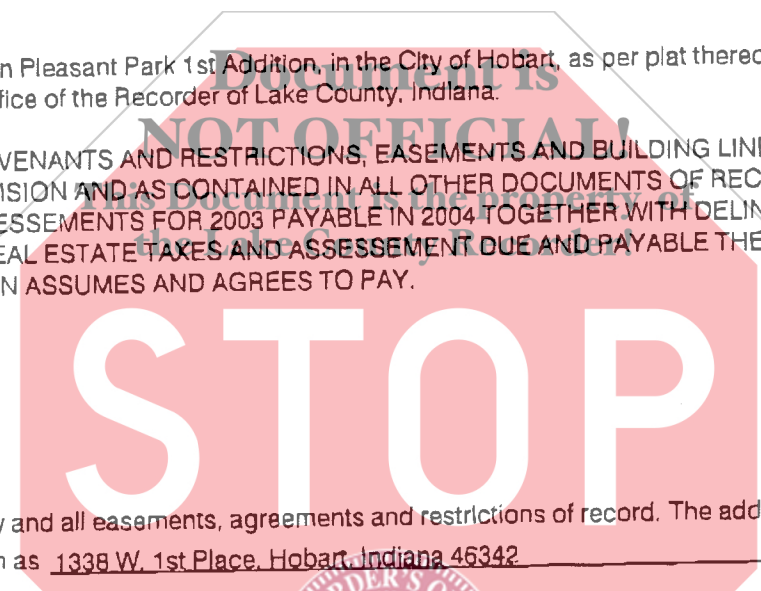 n Pleasant Park 1st Addition, in the City of Hobart, as per plat thereo
fice of the Recorder of Lake County, Indiana.
Document is
NOT OFFICIAL!
This Document is the property of
the Lake County Recorder!
VENANTS AND RESTRICTIONS, EASEMENTS AND BUILDING LIN
ISION AND AS CONTAINED IN ALL OTHER DOCUMENTS OF REC
ESSEMENTS FOR 2003 PAYABLE IN 2004 TOGETHER WITH DELIN
EAL ESTATE TAXES AND ASSESSEMENT DUE AND PAYABLE THE
N ASSUMES AND AGREES TO PAY.
STOP
y and all easements, agreements and restrictions of record. The add
n as 1338 W. 1st Place, Hobart, Indiana 46342
RDER'S O